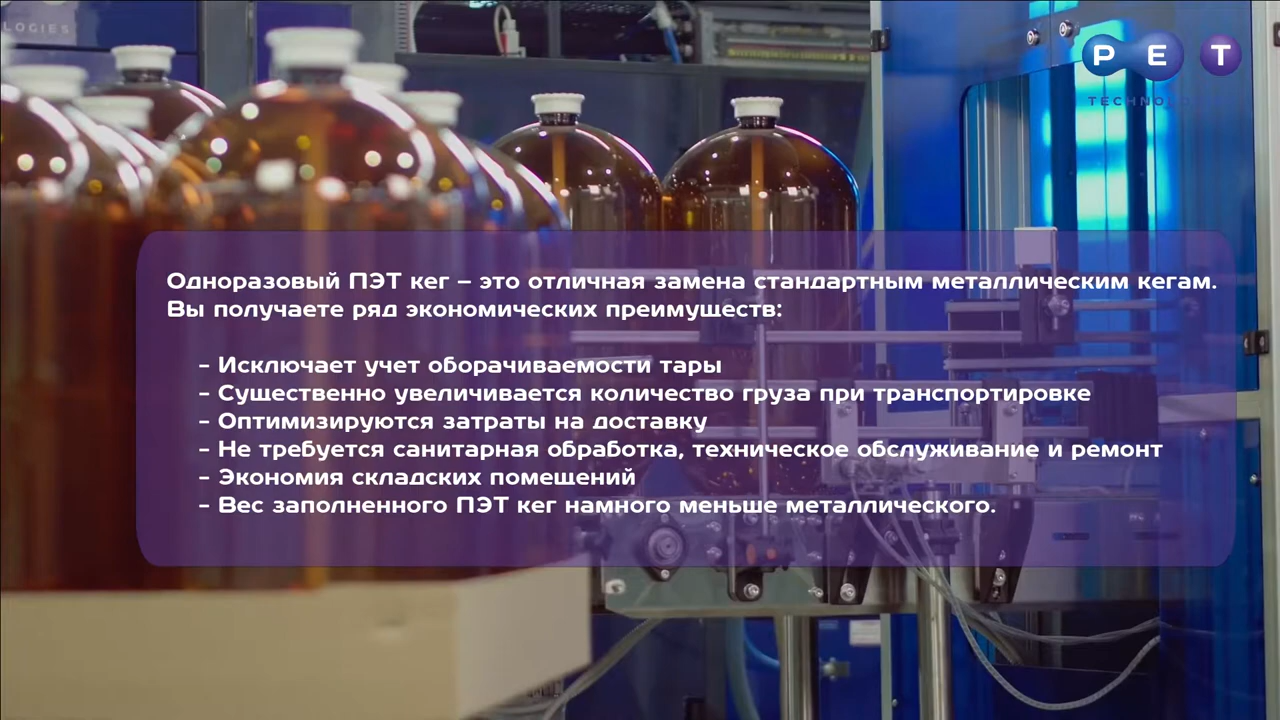 LOGIES
P E T
TECHNOLO
Одноразовый ПЭТ кег – это отличная замена стандартным металлическим кегам.
Вы получаете ряд экономических преимуществ:
- Исключает учет оборачиваемости тары
- Существенно увеличивается количество груза при транспортировке
- Оптимизируются затраты на доставку
- Не требуется санитарная обработка, техническое обслуживание и ремонт
- Экономия складских помещений
- Вес заполненного ПЭТ кег намного меньше металлического.